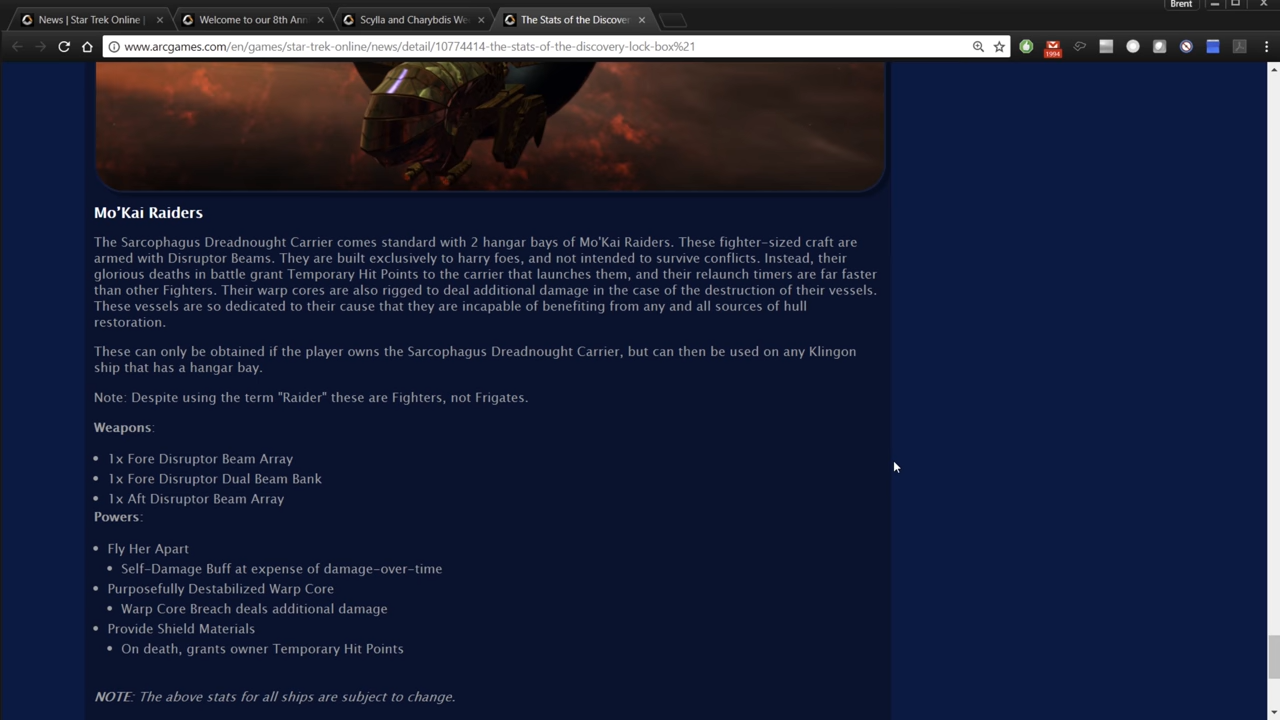 Brent
News | Star Trek Online |
Welcome to our 8th Ann
Scylla and Charybdis We
The Stats of the Discover
www.arcgames.com/en/games/star-trek-online/news/detail/10774414-the-stats-of-the-discovery-lock-box%21
1994
Mo'Kai Raiders
The Sarcophagus Dreadnought Carrier comes standard with 2 hangar bays of Mo'Kai Raiders. These fighter-sized craft are
armed with Disruptor Beams. They are built exclusively to harry foes, and not intended to survive conflicts. Instead, their
glorious deaths in battle grant Temporary Hit Points to the carrier that launches them, and their relaunch timers are far faster
than other Fighters. Their warp cores are also rigged to deal additional damage in the case of the destruction of their vessels.
These vessels are so dedicated to their cause that they are incapable of benefiting from any and all sources of hull
restoration.
These can only be obtained if the player owns the Sarcophagus Dreadnought Carrier, but can then be used on any Klingon
ship that has a hangar bay.
Note: Despite using the term "Raider" these are Fighters, not Frigates.
Weapons:
• 1x Fore Disruptor Beam Array
• 1x Fore Disruptor Dual Beam Bank
• 1x Aft Disruptor Beam Array
Powers:
• Fly Her Apart
• Self-Damage Buff at expense of damage-over-time
• Purposefully Destabilized Warp Core
• Warp Core Breach deals additional damage
• Provide Shield Materials
• On death, grants owner Temporary Hit Points
NOTE: The above stats for all ships are subject to change.